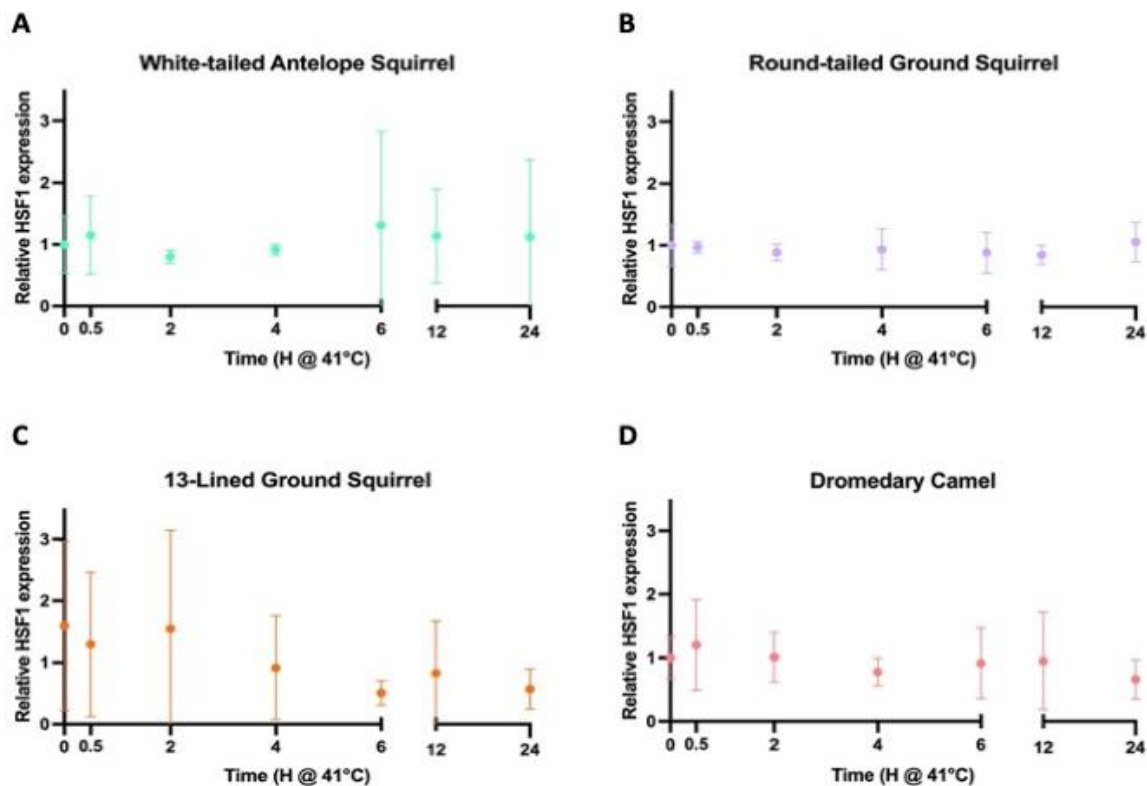 A
White-tailed Antelope Squirrel
Relative HSF1 expression
3
2
1
0
0 0.5 2 4 6 12 24
Time (H @ 41°C)
B
Round-tailed Ground Squirrel
Relative HSF1 expression
3
2
1
0
0 0.5 2 4 6 12 24
Time (H @ 41°C)
C
13-Lined Ground Squirrel
Relative HSF1 expression
3
2
1
0
0 0.5 2 4 6 12 24
Time (H @ 41°C)
D
Dromedary Camel
Relative HSF1 expression
3
2
1
0
0 0.5 2 4 6 12 24
Time (H @ 41°C)